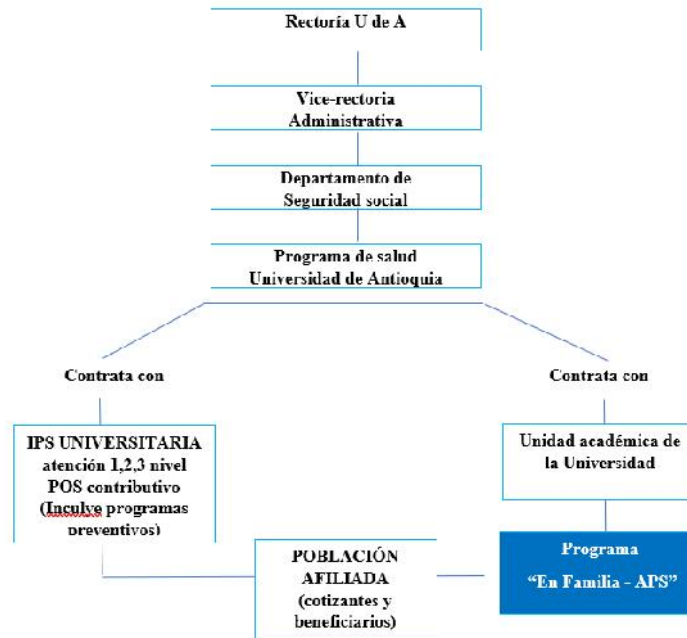 Rectoría U de A
Vice-rectoria
Administrativa
Departamento de
Seguridad social
Programa de salud
Universidad de Antioquia
Contrata con
Contrata con
IPS UNIVERSITARIA
atención 1,2,3 nivel
POS contributivo
(Inculve programas
preventivos)
Unidad académica de
la Universidad
Programa
“En Familia - APS”
POBLACIÓN
AFILIADA
(cotizantes y
beneficiarios)